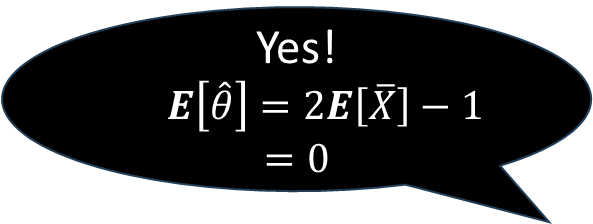 Yes!
𝑬[θ̂] = 2𝑬[X̄] − 1
= 0